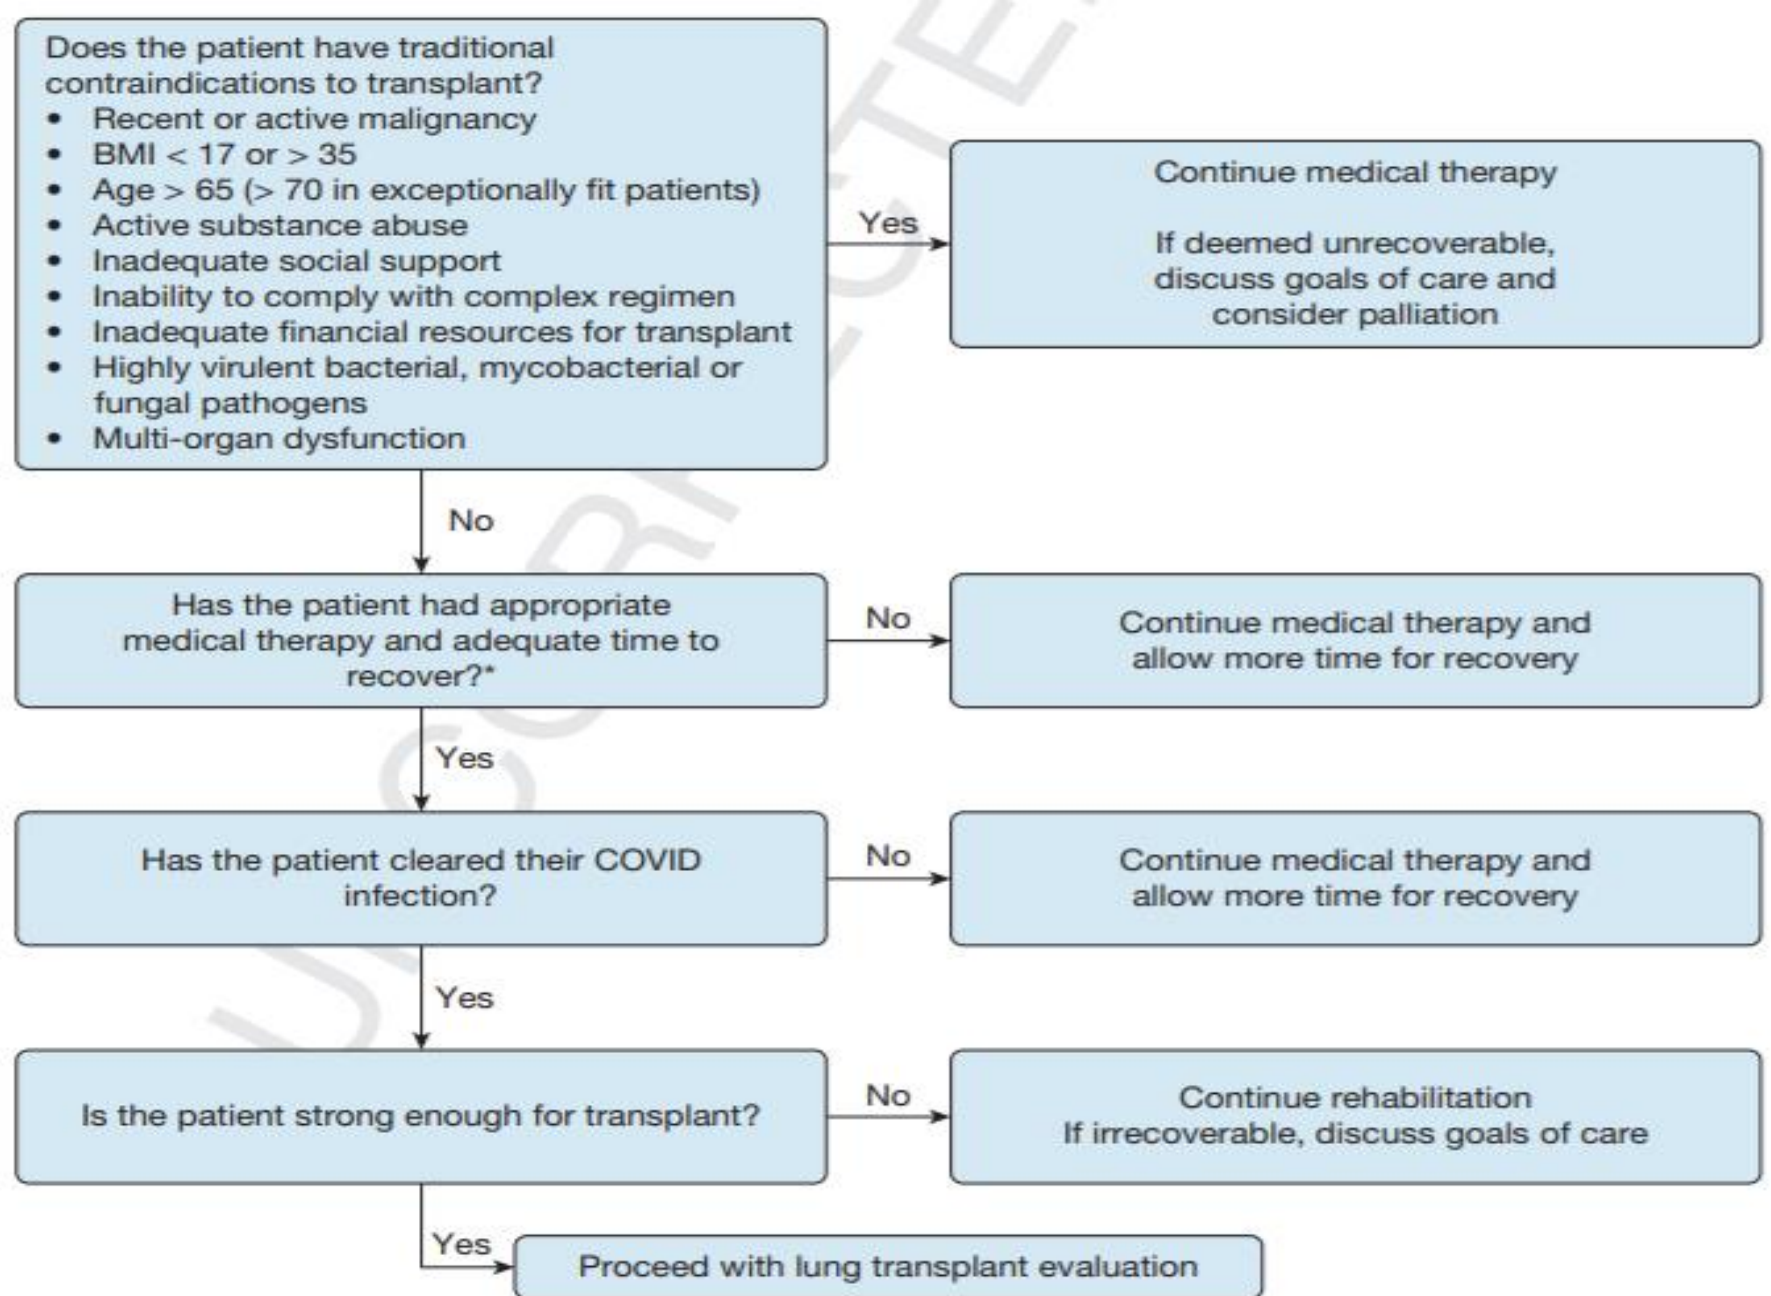 Does the patient have traditional
contraindications to transplant?
• Recent or active malignancy
• BMI < 17 or > 35
• Age > 65 (> 70 in exceptionally fit patients)
• Active substance abuse
• Inadequate social support
• Inability to comply with complex regimen
• Inadequate financial resources for transplant
• Highly virulent bacterial, mycobacterial or
fungal pathogens
• Multi-organ dysfunction
Yes
Continue medical therapy
If deemed unrecoverable,
discuss goals of care and
consider palliation
No
Has the patient had appropriate
medical therapy and adequate time to
recover?*
No
Continue medical therapy and
allow more time for recovery
Yes
Has the patient cleared their COVID
infection?
No
Continue medical therapy and
allow more time for recovery
Yes
Is the patient strong enough for transplant?
No
Continue rehabilitation
If irrecoverable, discuss goals of care
Yes
Proceed with lung transplant evaluation